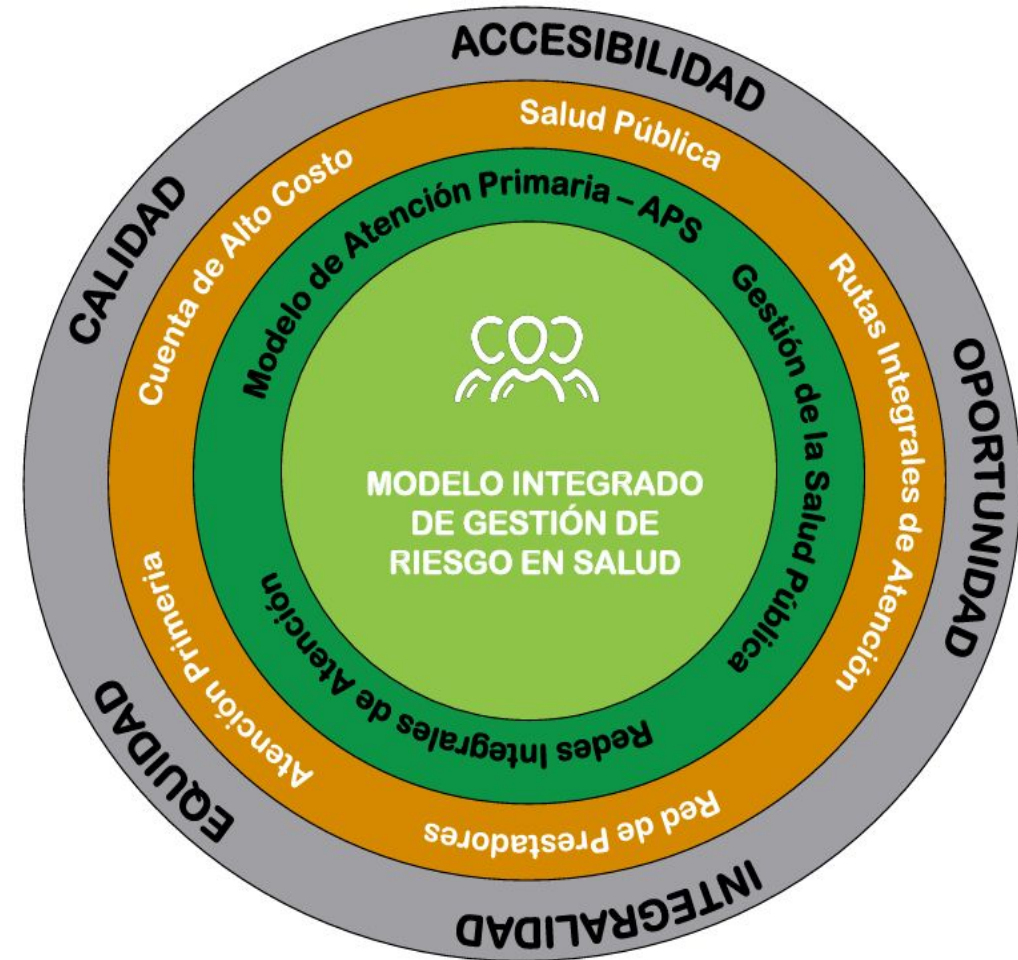 ACCESIBILIDAD
OPORTUNIDAD
INTEGRALIDAD
EQUIDAD
CALIDAD
Salud Pública
Rutas Integrales de Atención
Red de Prestadores
Atención Primeria
Cuenta de Alto Costo
Modelo de Atención Primaria – APS
Gestión de la Salud Pública
Redes Integrales de Atención
MODELO INTEGRADO
DE GESTIÓN DE
RIESGO EN SALUD